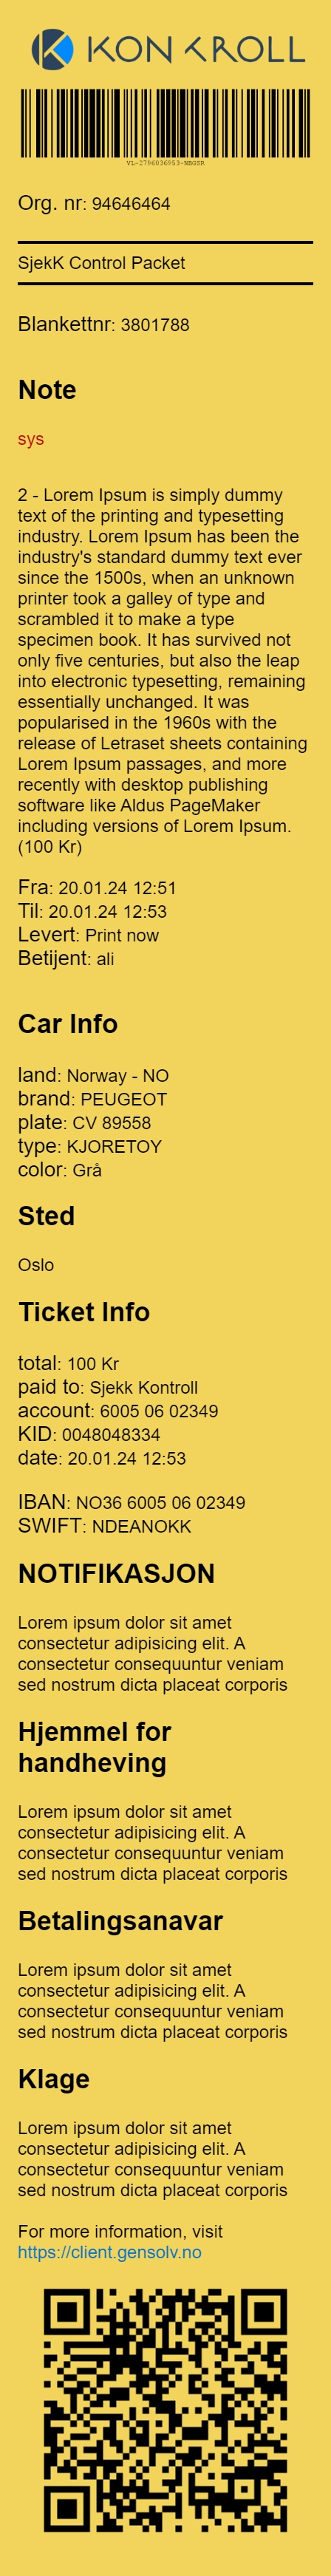 KONKROLL
VL-2796036953-NBGSR
Org. nr: 94646464
SjekK Control Packet
Blankettnr: 3801788
Note
sys
2 - Lorem Ipsum is simply dummy
text of the printing and typesetting
industry. Lorem Ipsum has been the
industry's standard dummy text ever
since the 1500s, when an unknown
printer took a galley of type and
scrambled it to make a type
specimen book. It has survived not
only five centuries, but also the leap
into electronic typesetting, remaining
essentially unchanged. It was
popularised in the 1960s with the
release of Letraset sheets containing
Lorem Ipsum passages, and more
recently with desktop publishing
software like Aldus PageMaker
including versions of Lorem Ipsum.
(100 Kr)
Fra: 20.01.24 12:51
Til: 20.01.24 12:53
Levert: Print now
Betijent: ali
Car Info
land: Norway - NO
brand: PEUGEOT
plate: CV 89558
type: KJORETOY
color: Grå
Sted
Oslo
Ticket Info
total: 100 Kr
paid to: Sjekk Kontroll
account: 6005 06 02349
KID: 0048048334
date: 20.01.24 12:53
IBAN: NO36 6005 06 02349
SWIFT: NDEANOKK
NOTIFIKASJON
Lorem ipsum dolor sit amet
consectetur adipisicing elit. A
consectetur consequuntur veniam
sed nostrum dicta placeat corporis
Hjemmel for
handheving
Lorem ipsum dolor sit amet
consectetur adipisicing elit. A
consectetur consequuntur veniam
sed nostrum dicta placeat corporis
Betalingsanavar
Lorem ipsum dolor sit amet
consectetur adipisicing elit. A
consectetur consequuntur veniam
sed nostrum dicta placeat corporis
Klage
Lorem ipsum dolor sit amet
consectetur adipisicing elit. A
consectetur consequuntur veniam
sed nostrum dicta placeat corporis
For more information, visit
https://client.gensolv.no